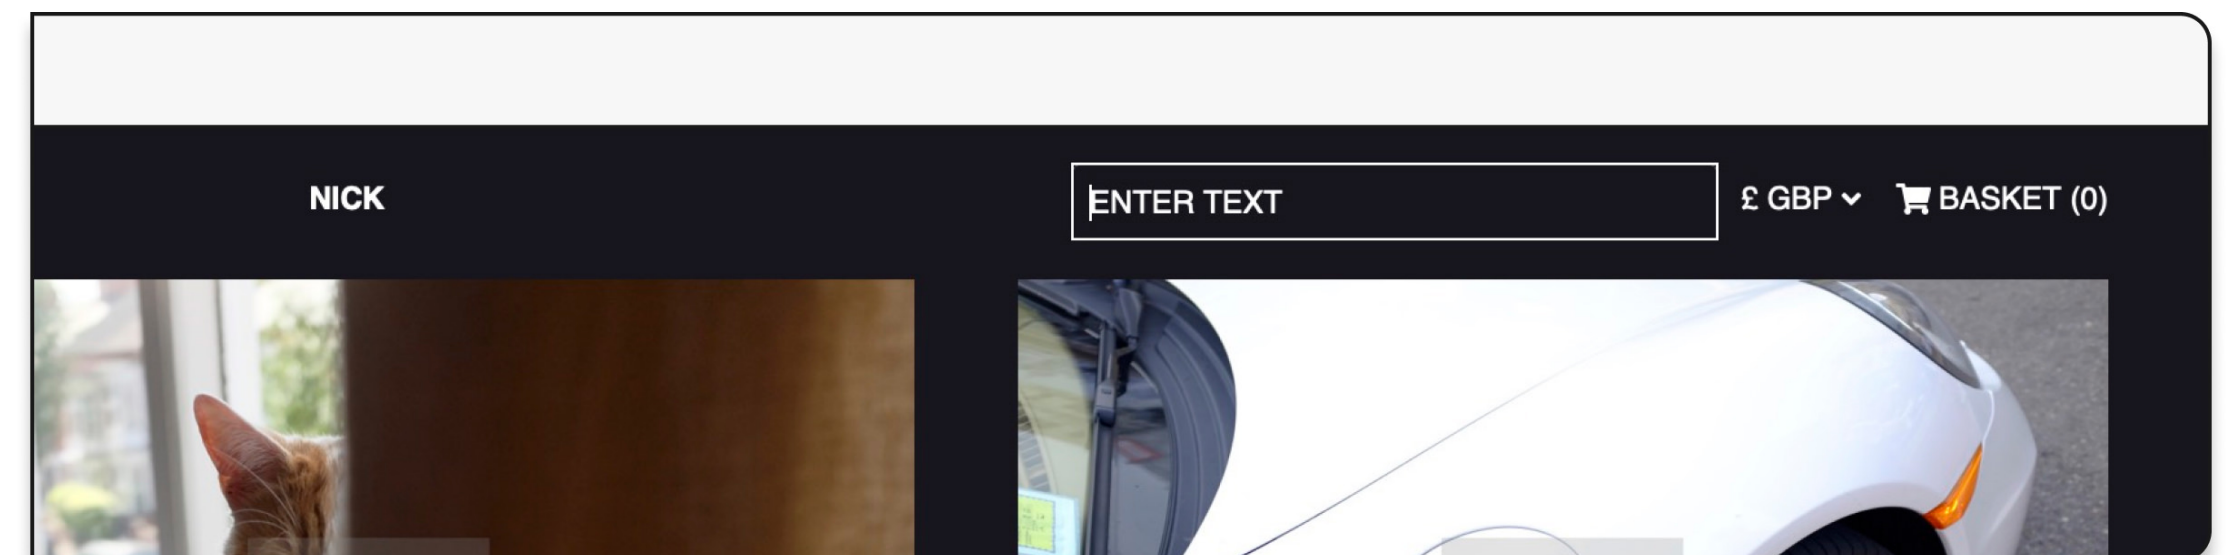 NICK
ENTER TEXT
£ GBP
BASKET (0)